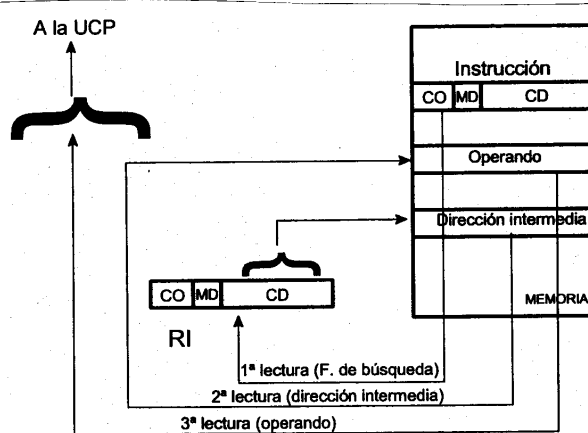 A la UCP
Instrucción
CO MD CD
Operando
Dirección intermedia
CO MD CD
MEMORIA
RI
1ª lectura (F. de búsqueda)
2ª lectura (dirección intermedia)
3ª lectura (operando)